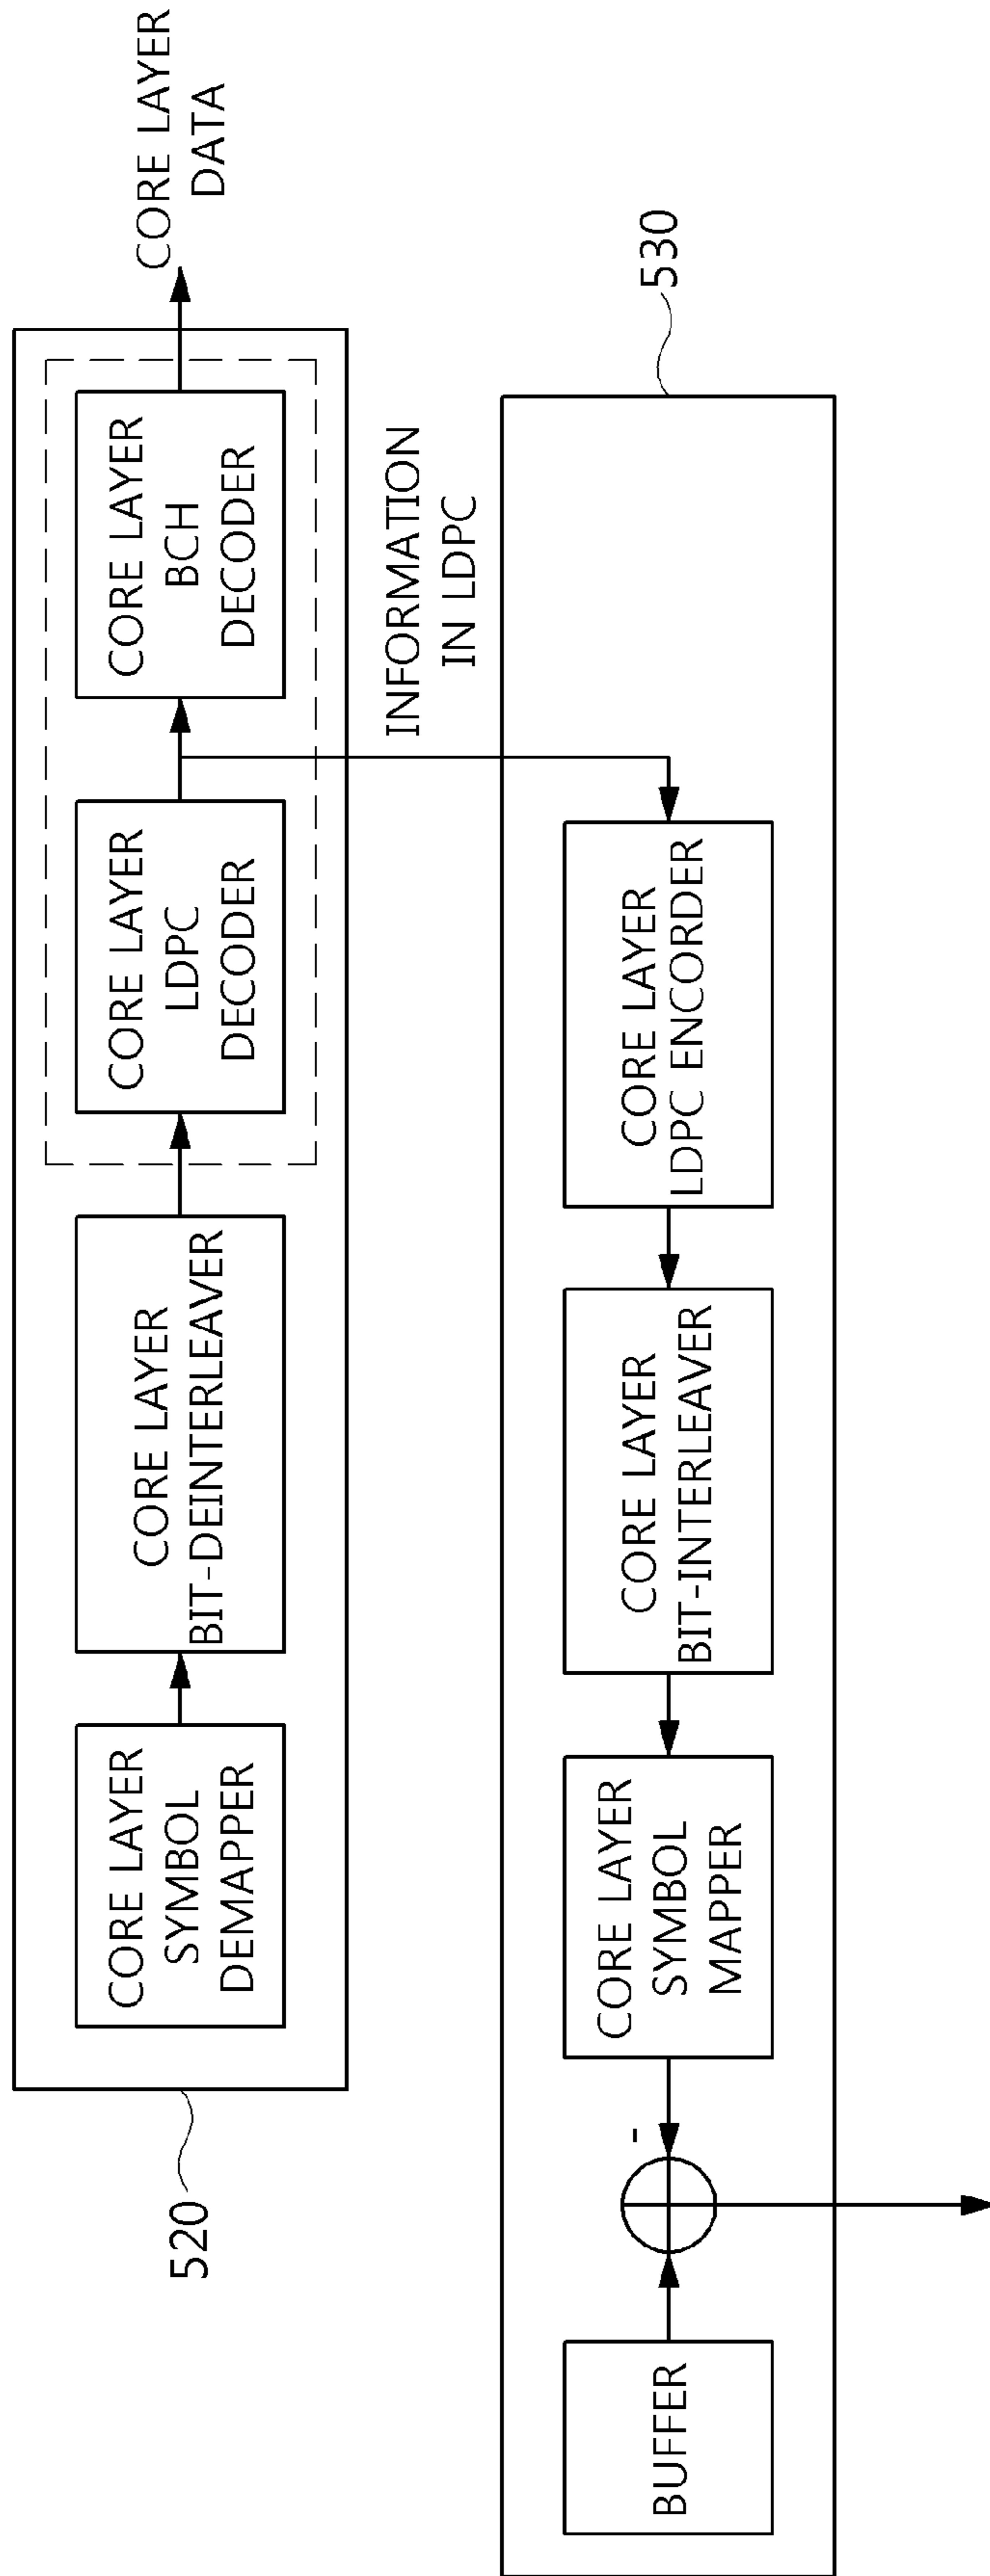 520
CORE LAYER
SYMBOL
DEMAPPER
CORE LAYER
BIT-DEINTERLEAVER
CORE LAYER
LDPC
DECODER
CORE LAYER
BCH
DECODER
CORE LAYER
DATA
INFORMATION
IN LDPC
530
BUFFER
-
CORE LAYER
SYMBOL
MAPPER
CORE LAYER
BIT-INTERLEAVER
CORE LAYER
LDPC ENCORDER